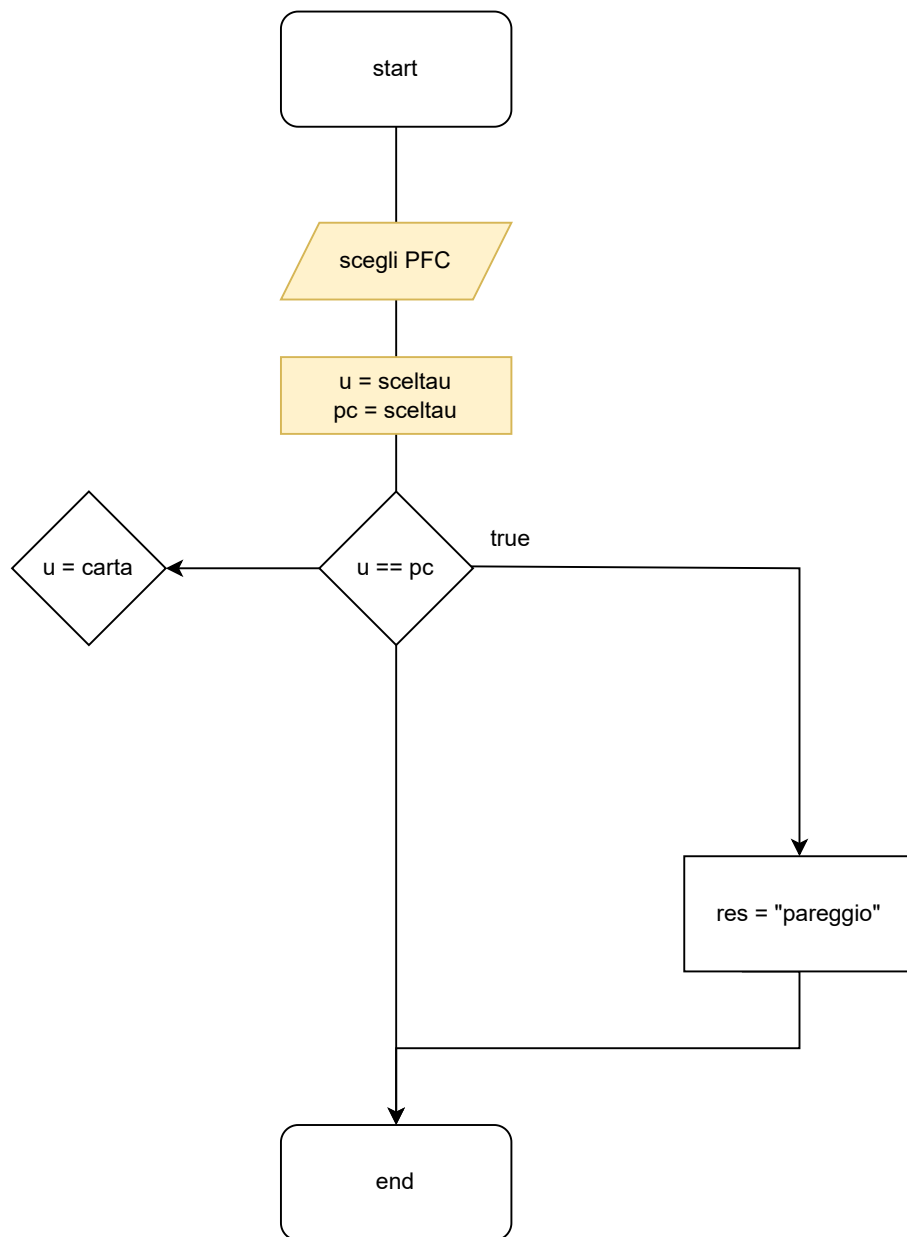 start
scegli PFC
u = sceltau
pc = sceltau
u = carta
u == pc
true
res = "pareggio"
end